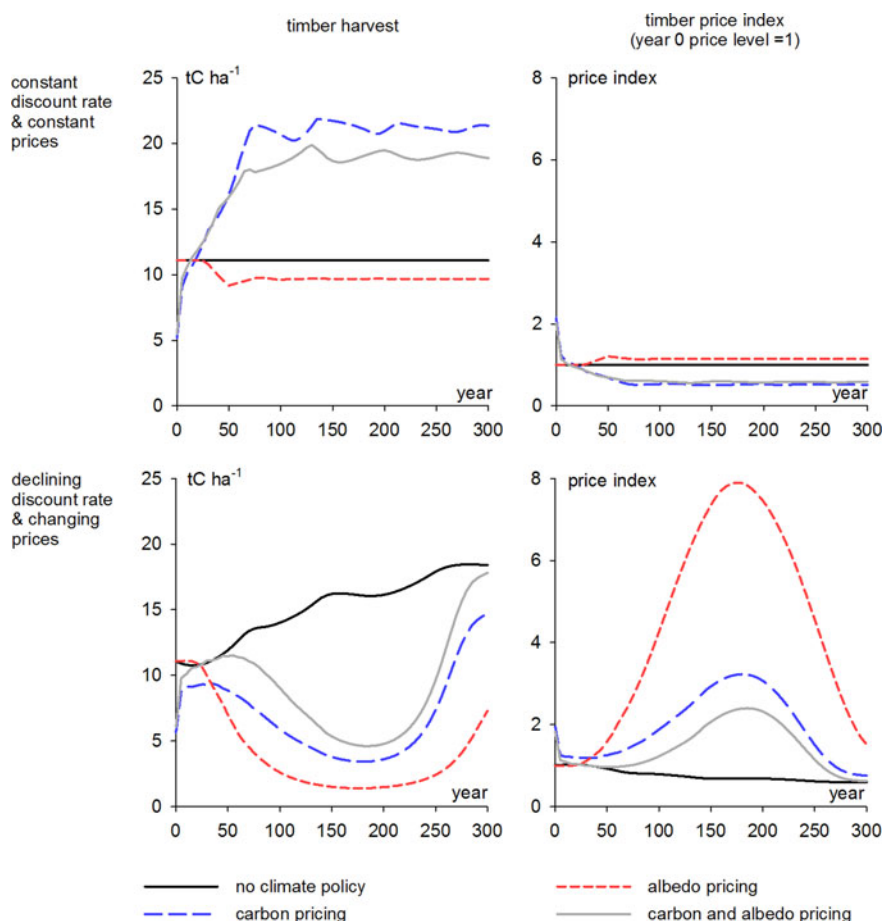 timber harvest
timber price index
(year 0 price level =1)
constant
discount rate
& constant
prices
tC ha⁻¹
25
20
15
10
5
0
year
0 50 100 150 200 250 300
price index
8
6
4
2
0
year
0 50 100 150 200 250 300
declining
discount rate
& changing
prices
tC ha⁻¹
25
20
15
10
5
0
year
0 50 100 150 200 250 300
price index
8
6
4
2
0
year
0 50 100 150 200 250 300
no climate policy
albedo pricing
carbon pricing
carbon and albedo pricing